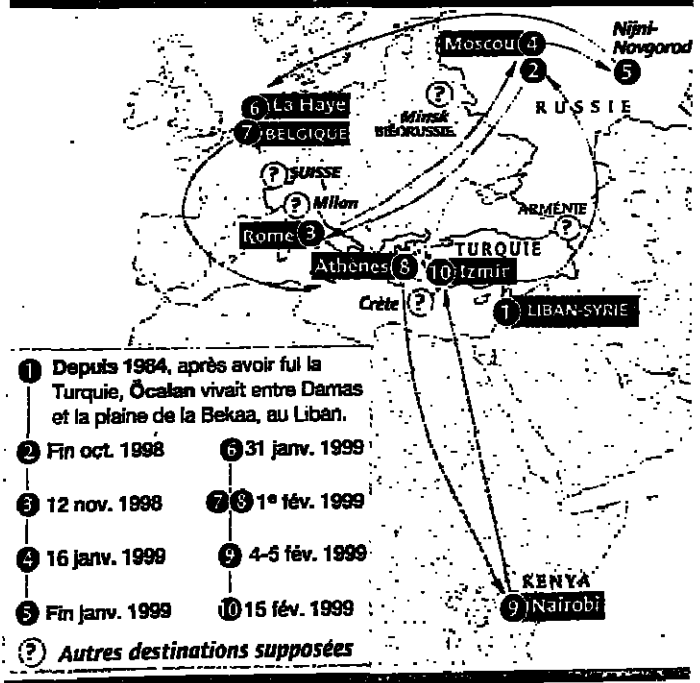 Nijni-
Novgorod
Moscou 4
2
5
RUSSIE
6 La Haye
7 BELGIQUE
?
Minsk
BIÉLORUSSIE
? SUISSE
? Milan
Rome 3
ARMÉNIE
?
TURQUIE
Athènes 8
10 Izmir
Crète ?
1 LIBAN-SYRIE
1 Depuis 1984, après avoir fui la
Turquie, Öcalan vivait entre Damas
et la plaine de la Bekaa, au Liban.
2 Fin oct. 1998
3 12 nov. 1998
4 16 janv. 1999
5 Fin janv. 1999
6 31 janv. 1999
7 8 1e fév. 1999
9 4-5 fév. 1999
10 15 fév. 1999
? Autres destinations supposées
KENYA
9 Nairobi